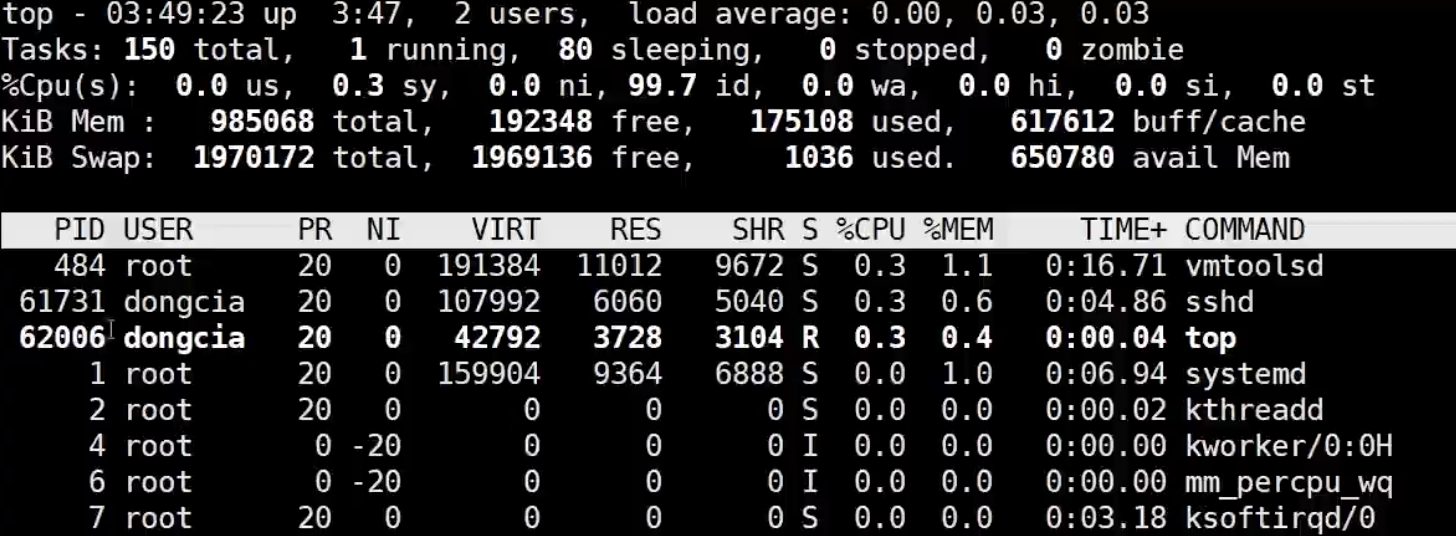 top - 03:49:23 up  3:47,  2 users,  load average: 0.00, 0.03, 0.03
Tasks: 150 total,   1 running,  80 sleeping,   0 stopped,   0 zombie
%Cpu(s):  0.0 us,  0.3 sy,  0.0 ni, 99.7 id,  0.0 wa,  0.0 hi,  0.0 si,  0.0 st
KiB Mem :   985068 total,   192348 free,   175108 used,   617612 buff/cache
KiB Swap:  1970172 total,  1969136 free,     1036 used.   650780 avail Mem
PID USER      PR  NI    VIRT    RES    SHR S %CPU %MEM     TIME+ COMMAND
484 root      20   0  191384  11012   9672 S  0.3  1.1   0:16.71 vmtoolsd
61731 dongcia   20   0  107992   6060   5040 S  0.3  0.6   0:04.86 sshd
62006 dongcia   20   0   42792   3728   3104 R  0.3  0.4   0:00.04 top
1 root      20   0  159904   9364   6888 S  0.0  1.0   0:06.94 systemd
2 root      20   0       0      0      0 S  0.0  0.0   0:00.02 kthreadd
4 root       0 -20       0      0      0 I  0.0  0.0   0:00.00 kworker/0:0H
6 root       0 -20       0      0      0 I  0.0  0.0   0:00.00 mm_percpu_wq
7 root      20   0       0      0      0 S  0.0  0.0   0:03.18 ksoftirqd/0